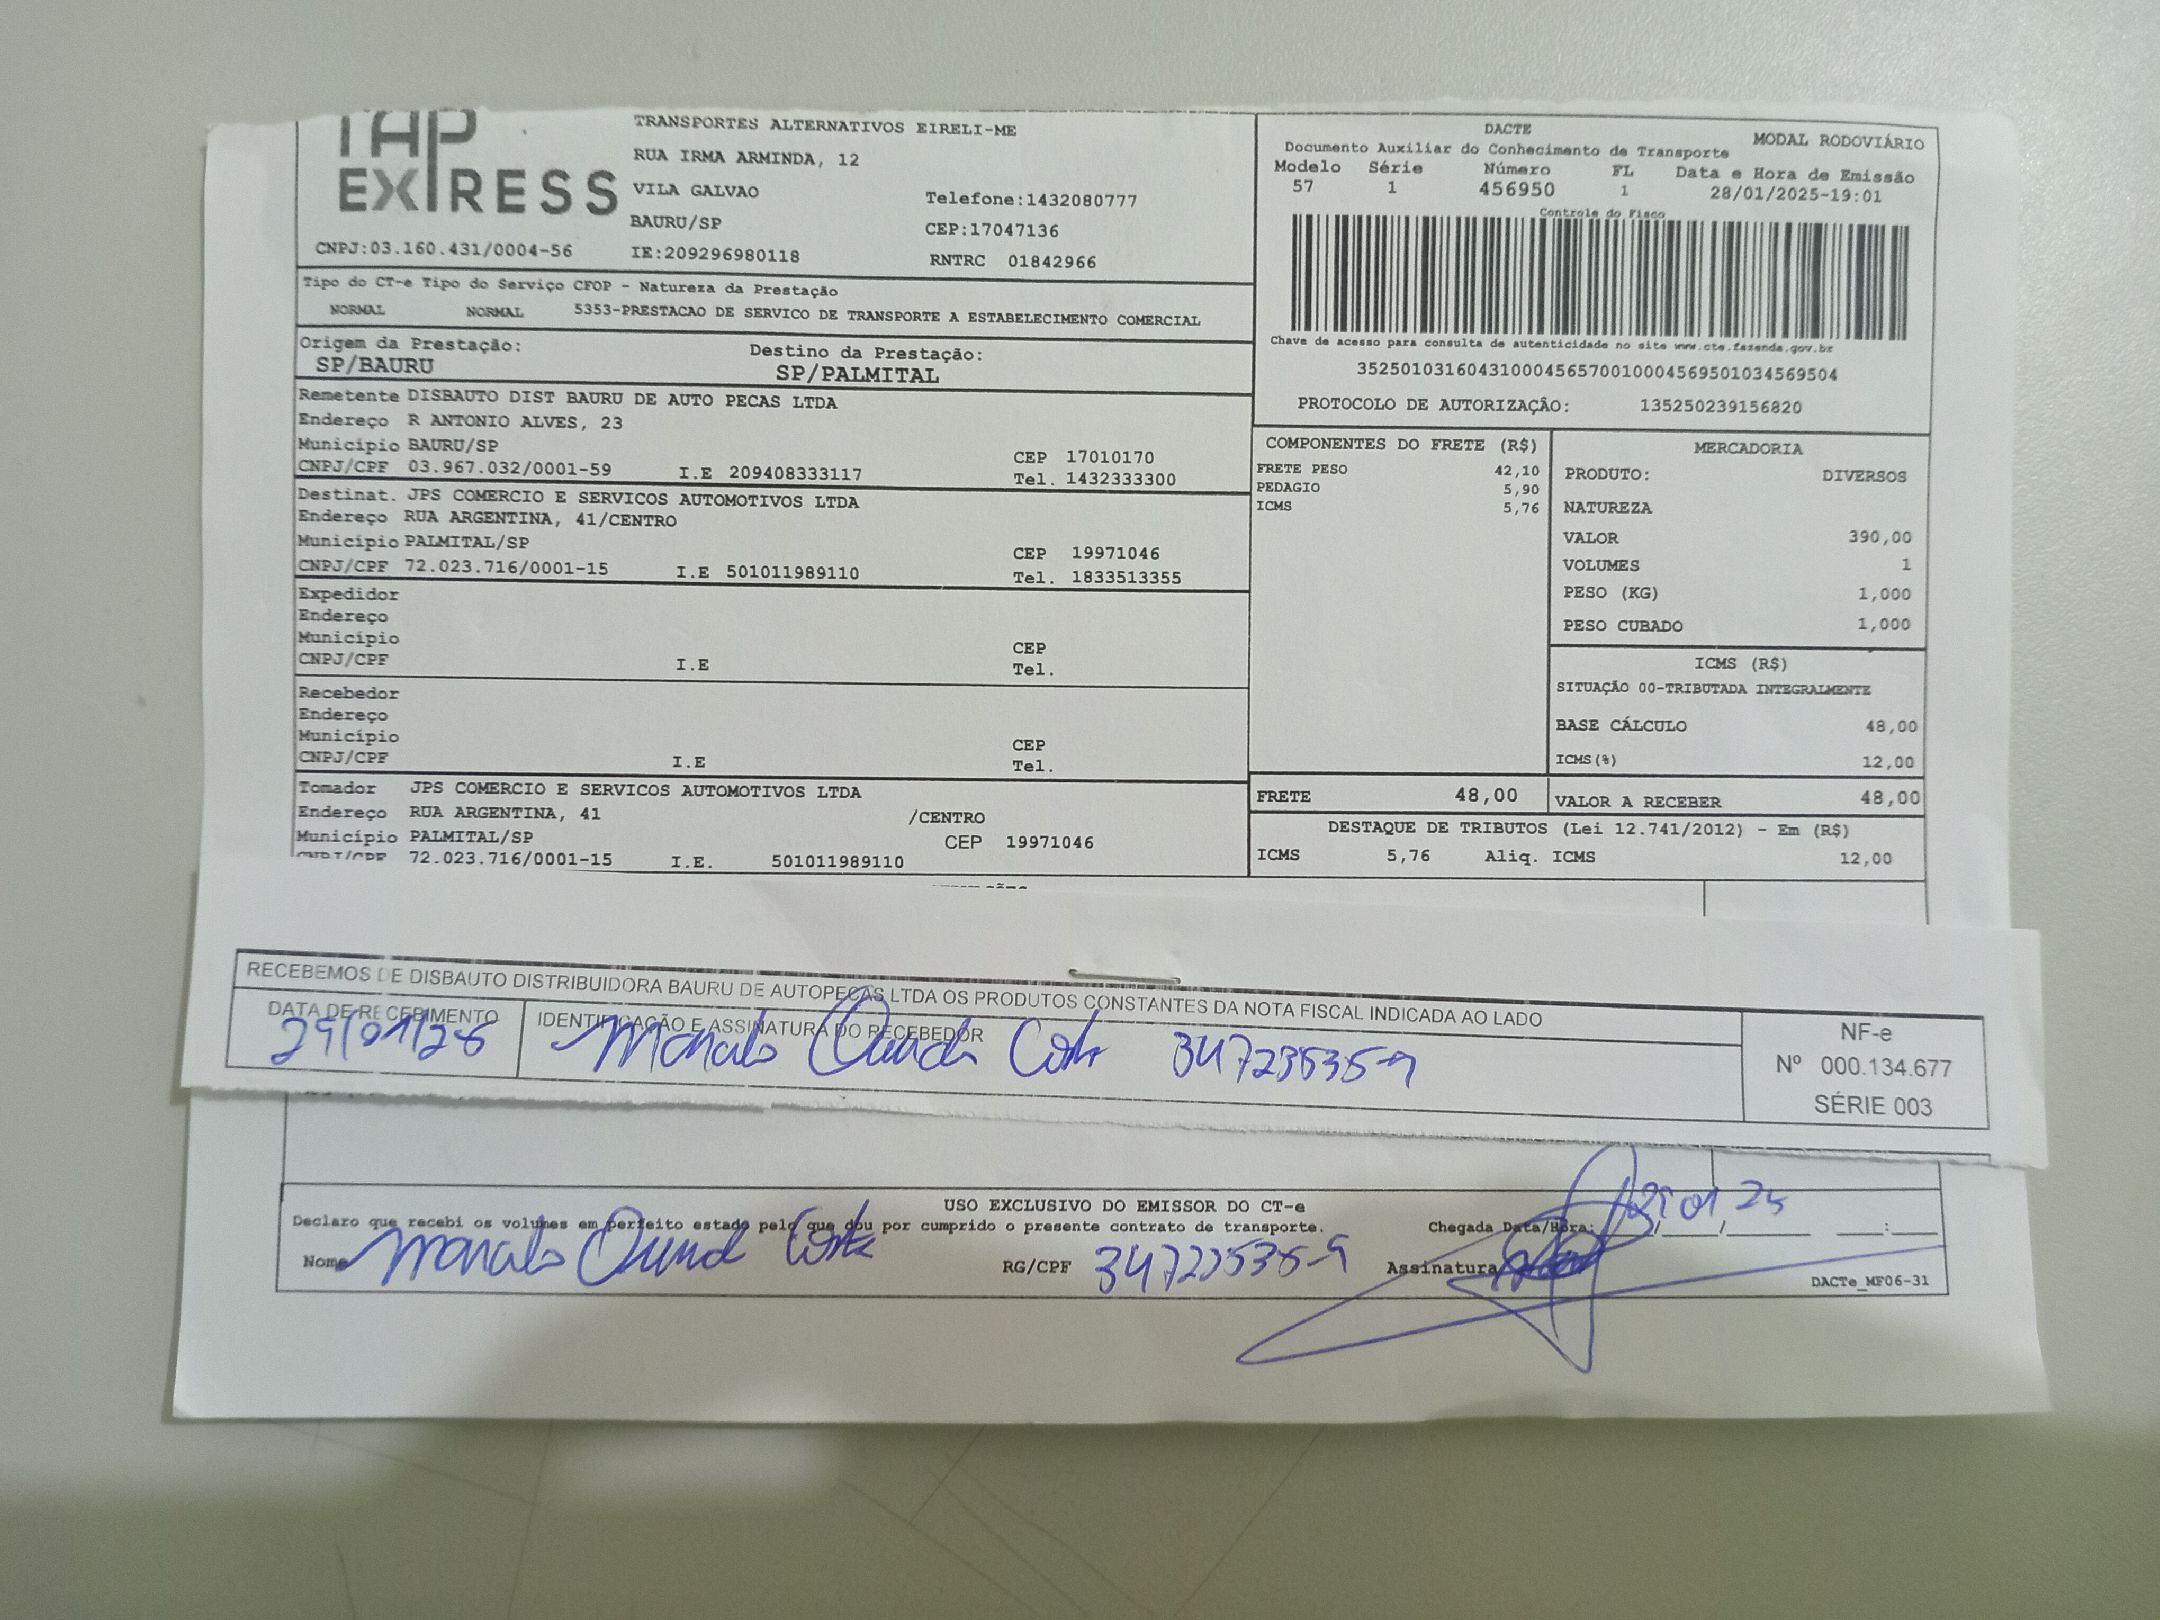 TAP
EXPRESS
CNPJ:03.160.431/0004-56
TRANSPORTES ALTERNATIVOS EIRELI-ME
RUA IRMA ARMINDA, 12
VILA GALVAO
BAURU/SP
IE:209296980118
Telefone:1432080777
CEP:17047136
RNTRC 01842966
DACTE
MODAL RODOVIÁRIO
Documento Auxiliar do Conhecimento de Transporte
Modelo Série Número FL Data e Hora de Emissão
57 1 456950 1 28/01/2025-19:01
Controle do Fisco
Chave de acesso para consulta de autenticidade no site www.cte.fazenda.gov.br
35250103160431000456570010004569501034569504
PROTOCOLO DE AUTORIZAÇÂO: 135250239156820
Tipo do CT-e Tipo do Serviço CFOP - Natureza da Prestação
NORMAL NORMAL 5353-PRESTACAO DE SERVICO DE TRANSPORTE A ESTABELECIMENTO COMERCIAL
Origem da Prestação: Destino da Prestação:
SP/BAURU SP/PALMITAL
Remetente DISBAUTO DIST BAURU DE AUTO PECAS LTDA
Endereço R ANTONIO ALVES, 23
Município BAURU/SP CEP 17010170
CNPJ/CPF 03.967.032/0001-59 I.E 209408333117 Tel. 1432333300
Destinat. JPS COMERCIO E SERVICOS AUTOMOTIVOS LTDA
Endereço RUA ARGENTINA, 41/CENTRO
Município PALMITAL/SP CEP 19971046
CNPJ/CPF 72.023.716/0001-15 I.E 501011989110 Tel. 1833513355
Expedidor
Endereço
Município CEP
CNPJ/CPF I.E Tel.
Recebedor
Endereço
Município CEP
CNPJ/CPF I.E Tel.
Tomador JPS COMERCIO E SERVICOS AUTOMOTIVOS LTDA
Endereço RUA ARGENTINA, 41 /CENTRO
Município PALMITAL/SP CEP 19971046
CNPJ/CPF 72.023.716/0001-15 I.E. 501011989110
COMPONENTES DO FRETE (R$)
FRETE PESO 42,10
PEDAGIO 5,90
ICMS 5,76
MERCADORIA
PRODUTO: DIVERSOS
NATUREZA
VALOR 390,00
VOLUMES 1
PESO (KG) 1,000
PESO CUBADO 1,000
ICMS (R$)
SITUAÇÃO 00-TRIBUTADA INTEGRALMENTE
BASE CÁLCULO 48,00
ICMS(%) 12,00
FRETE 48,00 VALOR A RECEBER 48,00
DESTAQUE DE TRIBUTOS (Lei 12.741/2012) - Em (R$)
ICMS 5,76 Aliq. ICMS 12,00
RECEBEMOS DE DISBAUTO DISTRIBUIDORA BAURU DE AUTOPEÇAS LTDA OS PRODUTOS CONSTANTES DA NOTA FISCAL INDICADA AO LADO
DATA DE RECEBIMENTO IDENTIFICAÇÃO E ASSINATURA DO RECEBEDOR
29/01/25 Costa
NF-e
Nº 000.134.677
SÉRIE 003
USO EXCLUSIVO DO EMISSOR DO CT-e
Declaro que recebi os volumes em perfeito estado pelo que dou por cumprido o presente contrato de transporte. Chegada Data/Hora:
Nome Costa RG/CPF Assinatura
DACTe_MF06-31